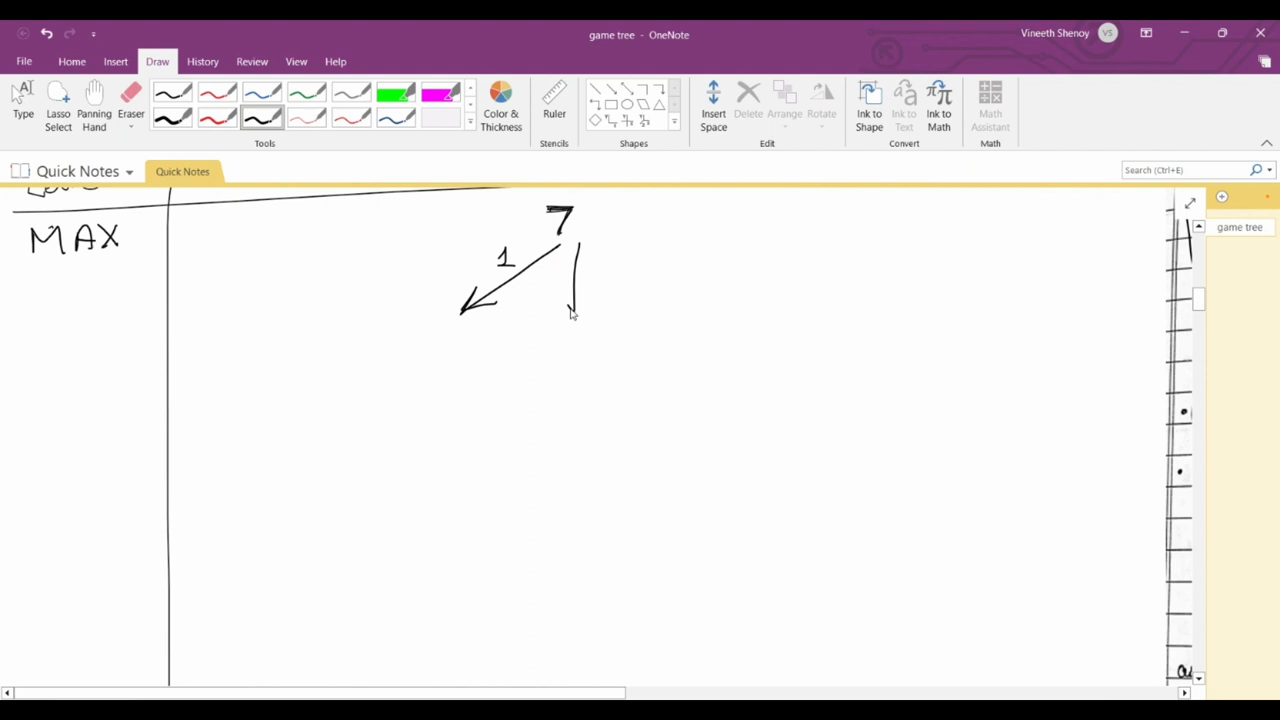 game tree - OneNote
Vineeth Shenoy VS
File Home Insert Draw History Review View Help
Type Lasso Select Panning Hand Eraser Color & Thickness Ruler Insert Space Delete Arrange Rotate Ink to Shape Ink to Text Ink to Math Math Assistant
Tools Stencils Shapes Edit Convert Math
Quick Notes Quick Notes Search (Ctrl+E)
game tree
MAX 7
1